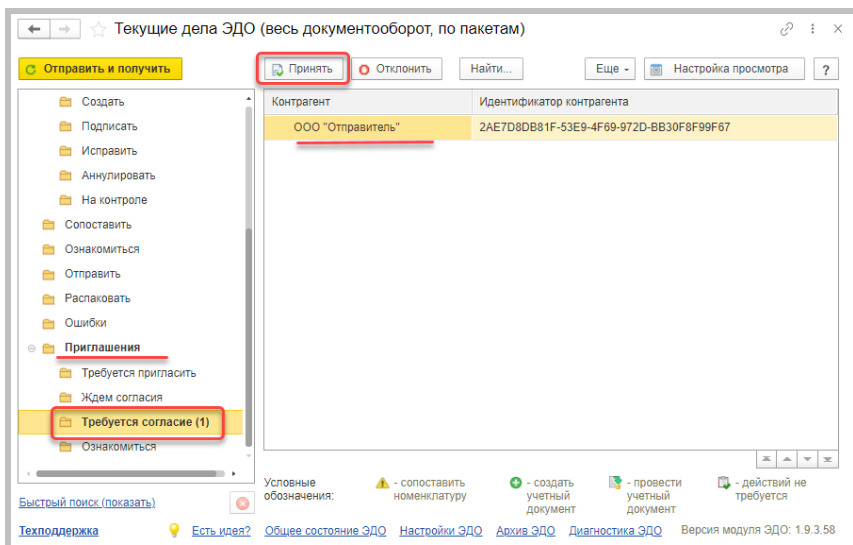 Текущие дела ЭДО (весь документооборот, по пакетам)
Отправить и получить
Принять
Отклонить
Найти...
Еще
Настройка просмотра
?
Создать
Подписать
Исправить
Аннулировать
На контроле
Сопоставить
Ознакомиться
Отправить
Распаковать
Ошибки
Приглашения
Требуется пригласить
Ждем согласия
Требуется согласие (1)
Ознакомиться
Контрагент
Идентификатор контрагента
ООО "Отправитель"
2AE7D8DB81F-53E9-4F69-972D-BB30F8F99F67
Условные
обозначения:
- сопоставить
номенклатуру
- создать
учетный
документ
- провести
учетный
документ
- действий не
требуется
Быстрый поиск (показать)
Техподдержка
Есть идея?
Общее состояние ЭДО
Настройки ЭДО
Архив ЭДО
Диагностика ЭДО
Версия модуля ЭДО: 1.9.3.58